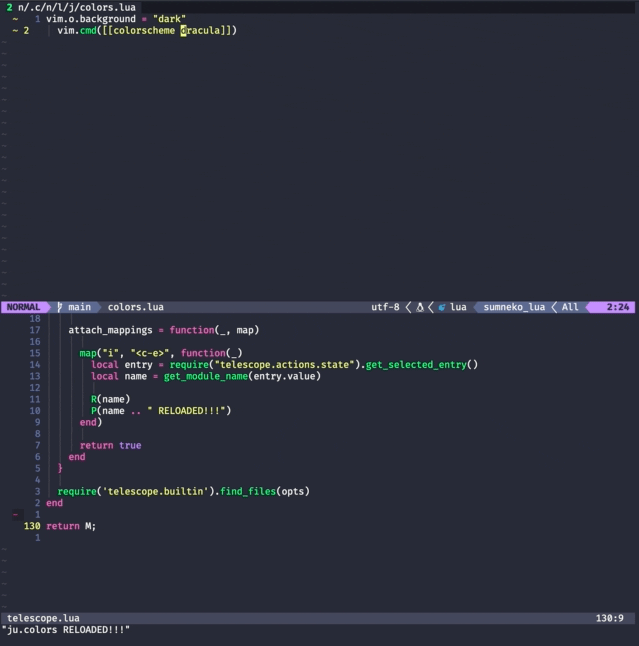 2 n/.c/n/l/j/colors.lua
~ 1 vim.o.background = "dark"
~ 2 vim.cmd([[colorscheme dracula]])
NORMAL main colors.lua utf-8 lua sumneko_lua All 2:24
18
17 attach_mappings = function(_, map)
16
15 map("i", "<c-e>", function(_)
14 local entry = require("telescope.actions.state").get_selected_entry()
13 local name = get_module_name(entry.value)
12
11 R(name)
10 P(name .. " RELOADED!!!")
9 end)
8
7 return true
6 end
5 }
4
3 require('telescope.builtin').find_files(opts)
2 end
- 1
130 return M;
1
telescope.lua 130:9
"ju.colors RELOADED!!!"